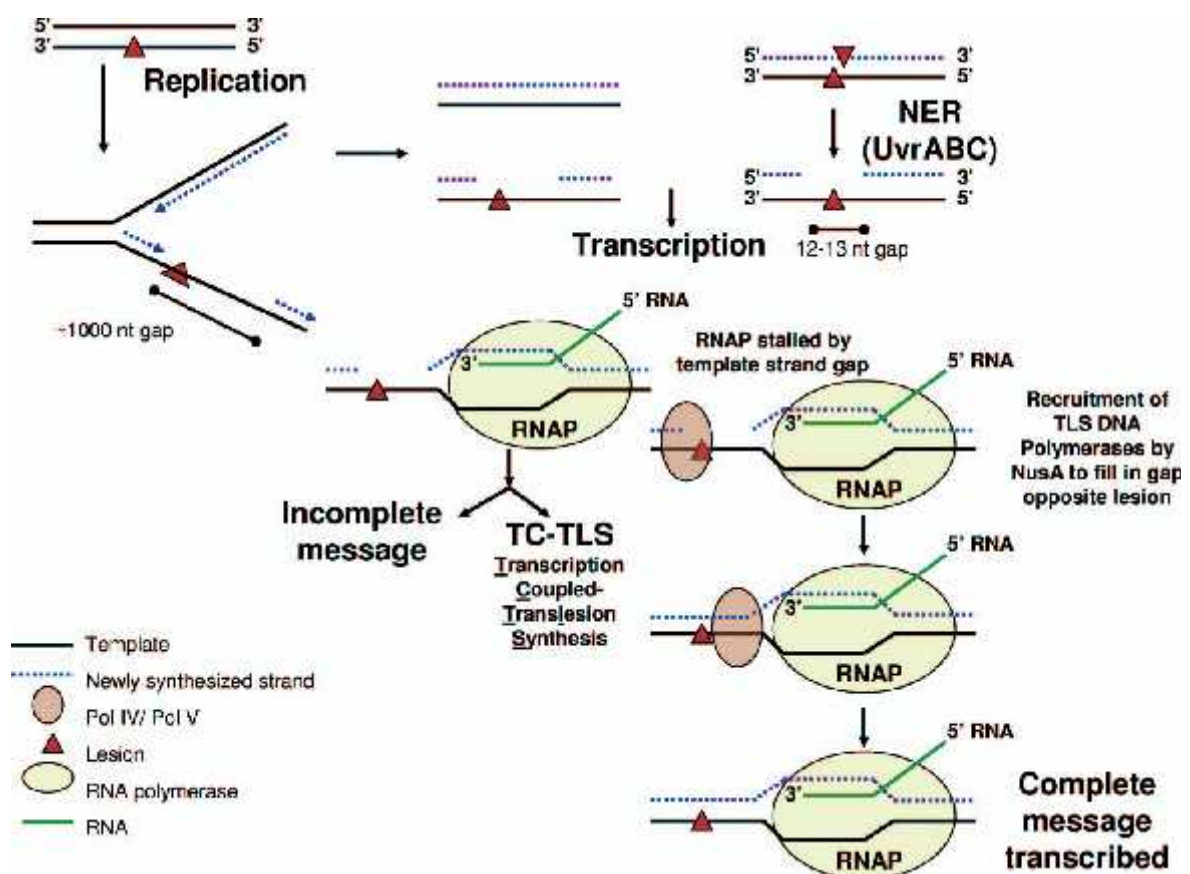 5' 3'
3' 5'
Replication
~1000 nt gap
5' 3'
3' 5'
NER
(UvrABC)
5' 3'
3' 5'
12-13 nt gap
Transcription
5' RNA
3'
RNAP
RNAP stalled by
template strand gap
5' RNA
3'
RNAP
Recruitment of
TLS DNA
Polymerases by
NusA to fill in gap
opposite lesion
Incomplete
message
TC-TLS
Transcription
Coupled-
Translesion
Synthesis
5' RNA
3'
RNAP
5' RNA
3'
RNAP
Complete
message
transcribed
Template
Newly synthesized strand
Pol IV/ Pol V
Lesion
RNA polymerase
RNA